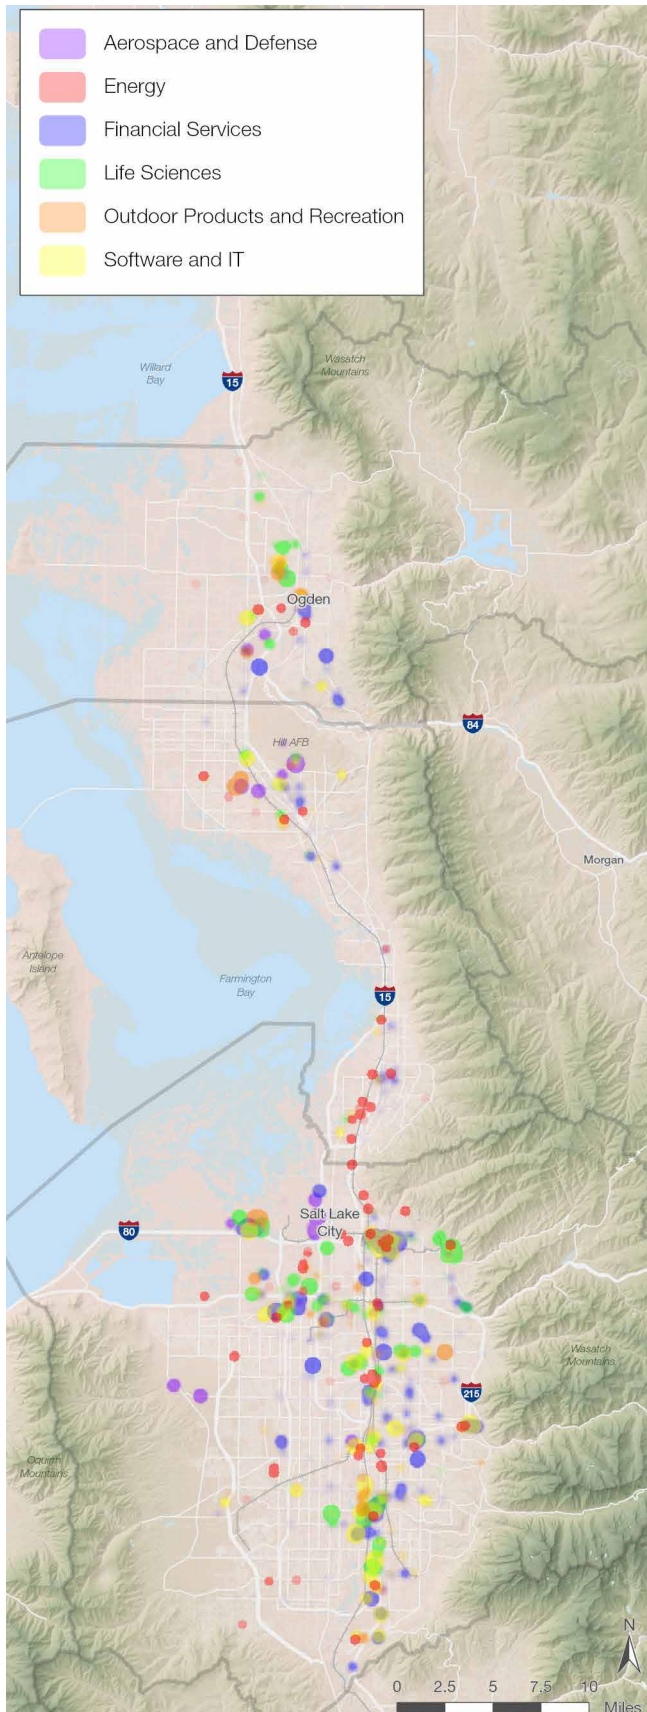 Aerospace and Defense
Energy
Financial Services
Life Sciences
Outdoor Products and Recreation
Software and IT
Willard
Bay
Wasatch
Mountains
15
Ogden
84
Hill AFB
Morgan
Antelope
Island
Farmington
Bay
15
Salt Lake
City
80
Wasatch
Mountains
215
Oquirrh
Mountains
N
0 2.5 5 7.5 10
Miles